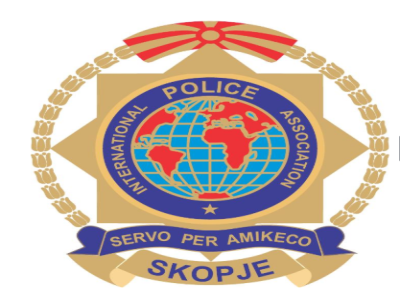 INTERNATIONAL POLICE ASSOCIATION
SERVO PER AMIKECO
SKOPJE